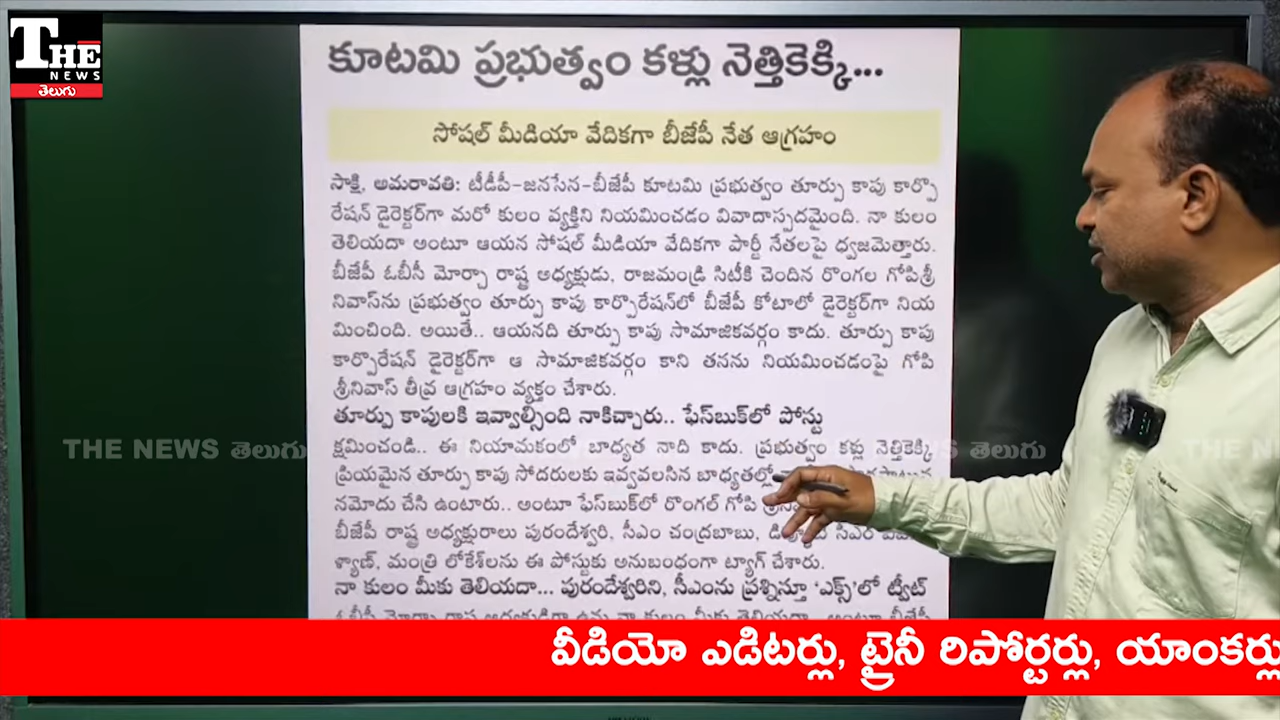 THE
NEWS
తెలుగు
కూటమి ప్రభుత్వం కళ్లు నెత్తికెక్కి...
సోషల్ మీడియా వేదికగా బీజేపీ నేత ఆగ్రహం
సాక్షి, అమరావతి: టీడీపీ–జనసేన–బీజేపీ కూటమి ప్రభుత్వం తూర్పు కాపు కార్పొ
రేషన్ డైరెక్టర్‌గా మరో కులం వ్యక్తిని నియమించడం వివాదాస్పదమైంది. నా కులం
తెలియదా అంటూ ఆయన సోషల్ మీడియా వేదికగా పార్టీ నేతలపై ధ్వజమెత్తారు.
బీజేపీ ఓబీసీ మోర్చా రాష్ట్ర అధ్యక్షుడు, రాజమండ్రి సిటీకి చెందిన రొంగల గోపిశ్రీ
నివాస్‌ను ప్రభుత్వం తూర్పు కాపు కార్పొరేషన్‌లో బీజేపీ కోటాలో డైరెక్టర్‌గా నియ
మించింది. అయితే.. ఆయనది తూర్పు కాపు సామాజికవర్గం కాదు. తూర్పు కాపు
కార్పొరేషన్ డైరెక్టర్‌గా ఆ సామాజికవర్గం కాని తనను నియమించడంపై గోపి
శ్రీనివాస్ తీవ్ర ఆగ్రహం వ్యక్తం చేశారు.
తూర్పు కాపులకి ఇవ్వాల్సింది నాకిచ్చారు.. ఫేస్‌బుక్‌లో పోస్టు
క్షమించండి.. ఈ నియామకంలో బాధ్యత నాది కాదు. ప్రభుత్వం కళ్లు నెత్తికెక్కి
ప్రియమైన తూర్పు కాపు సోదరులకు ఇవ్వవలసిన బాధ్యతల్లో
నమోదు చేసి ఉంటారు.. అంటూ ఫేస్‌బుక్‌లో రొంగల్ గోపి
బీజేపీ రాష్ట్ర అధ్యక్షురాలు పురందేశ్వరి, సీఎం చంద్రబాబు, సీఎం
ళ్యాణ్, మంత్రి లోకేశ్‌లను ఈ పోస్టుకు అనుబంధంగా ట్యాగ్ చేశారు.
నా కులం మీకు తెలియదా... పురందేశ్వరిని, సీఎంను ప్రశ్నిస్తూ ‘ఎక్స్’లో ట్వీట్
THE NEWS తెలుగు
తెలుగు
THE NEWS
వీడియో ఎడిటర్లు, ట్రైనీ రిపోర్టర్లు, యాంకర్లు